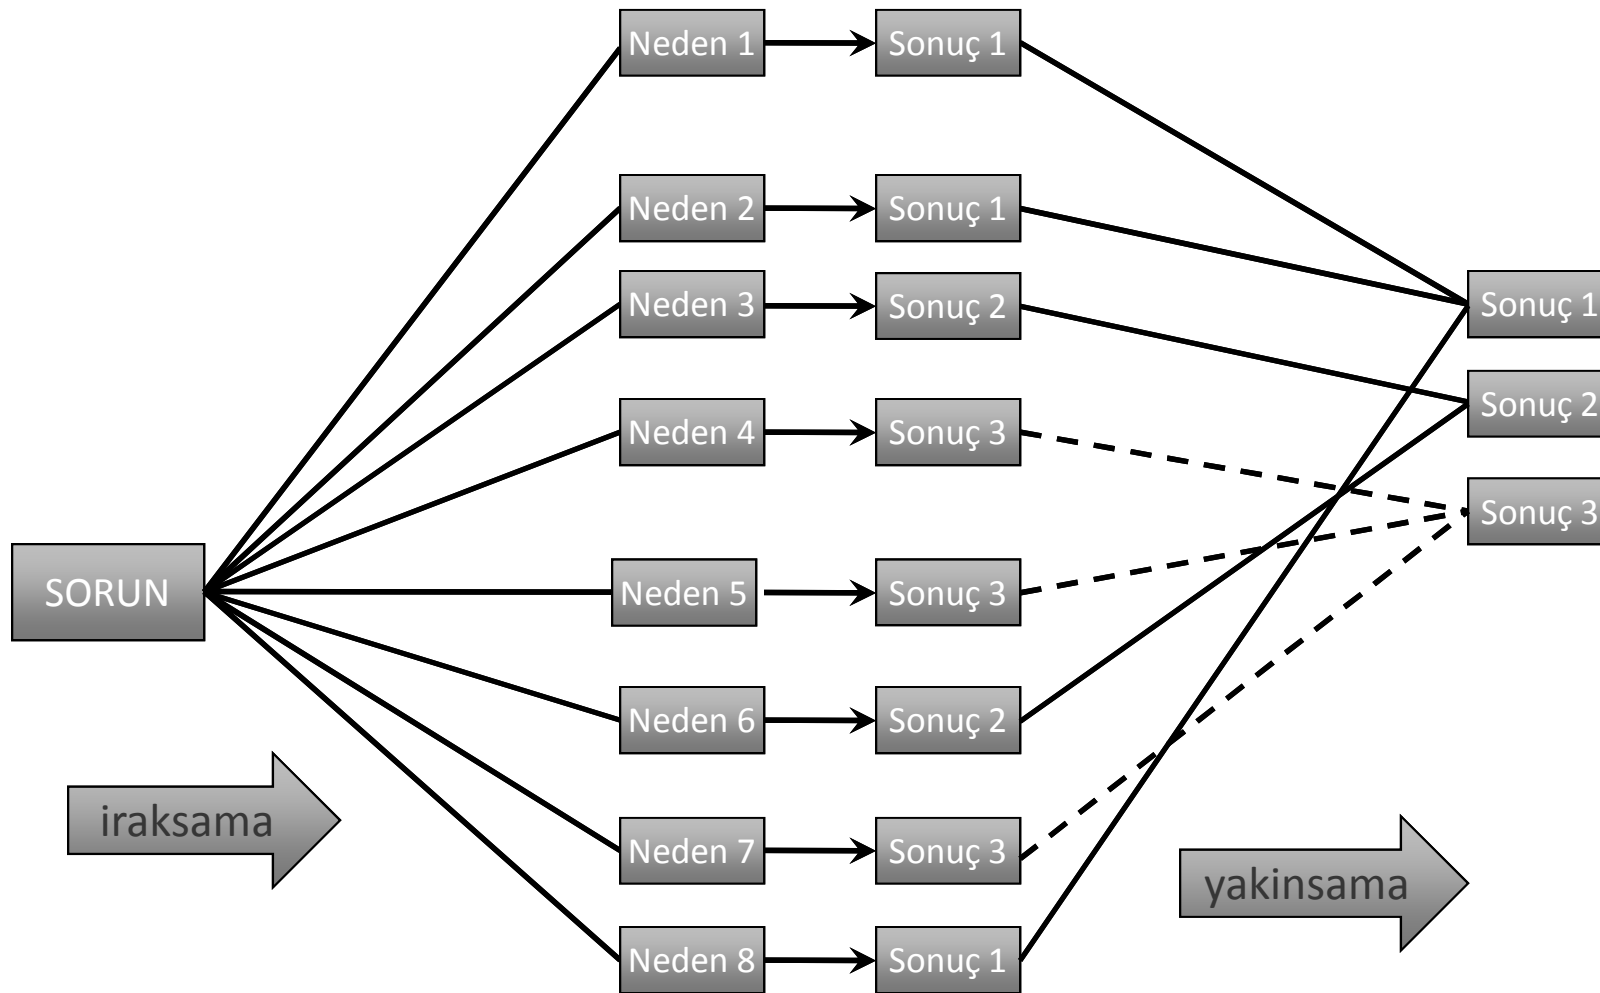 Neden 1
Sonuç 1
Neden 2
Sonuç 1
Neden 3
Sonuç 2
Sonuç 1
Neden 4
Sonuç 3
Sonuç 2
Sonuç 3
SORUN
Neden 5
Sonuç 3
Neden 6
Sonuç 2
iraksama
Neden 7
Sonuç 3
yakinsama
Neden 8
Sonuç 1